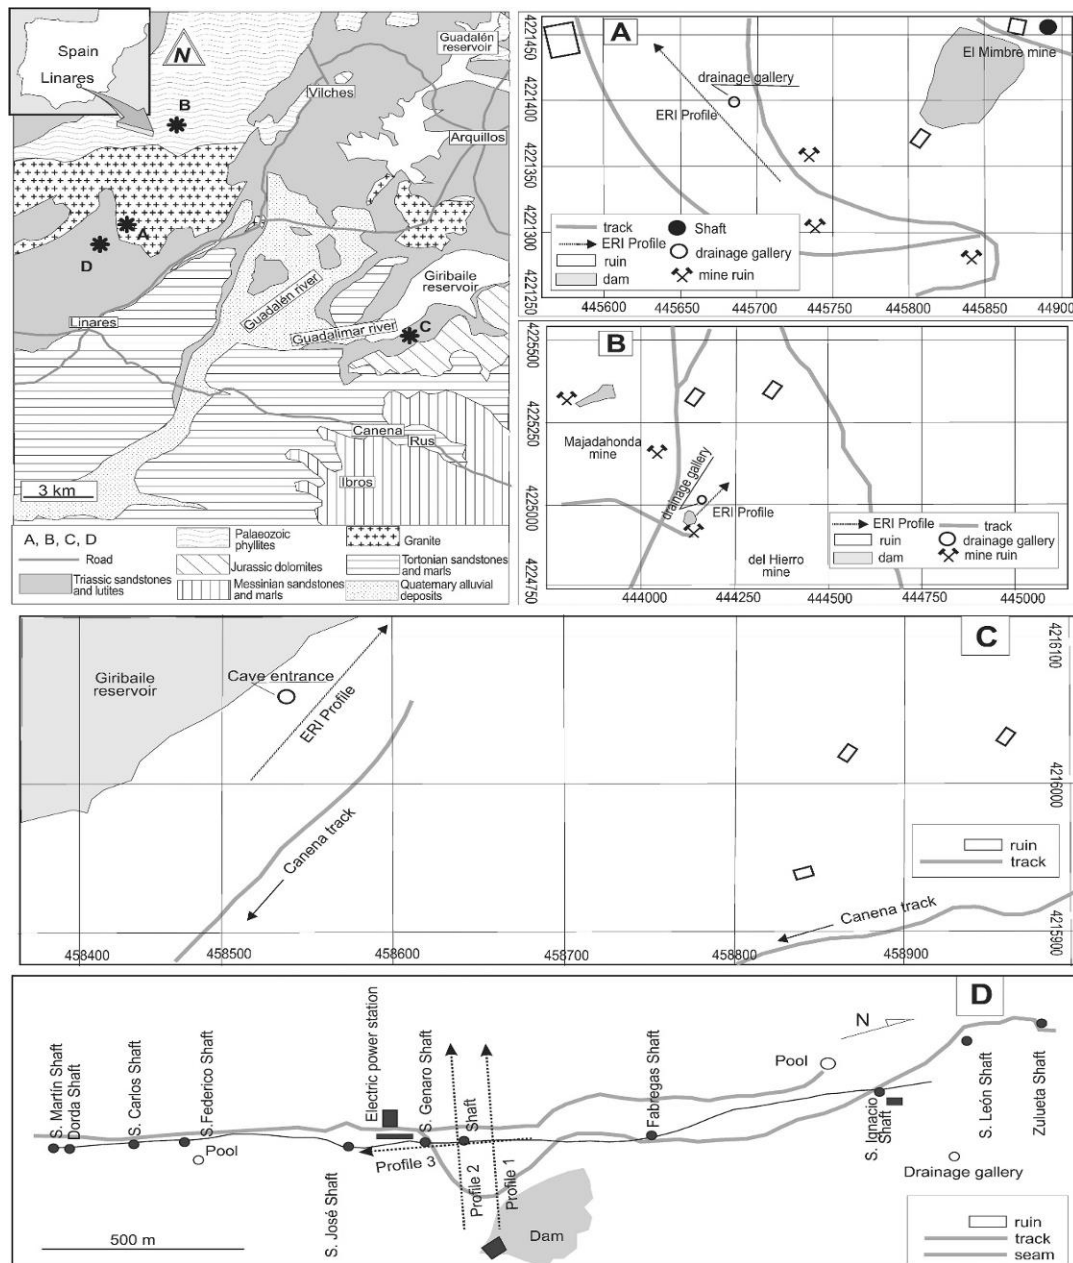 Spain
Linares
N
B
Guadalén
reservoir
Vilches
Arquillos
A
D
Giribaile
reservoir
Guadalén river
Linares
Guadalimar river
C
Canena
Rus
Ibros
3 km
A, B, C, D
Road
Triassic sandstones
and lutites
Palaeozoic
phyllites
Jurassic dolomites
Messinian sandstones
and marls
Granite
Tortonian sandstones
and marls
Quaternary alluvial
deposits
A
4221450
4221400
4221350
4221300
4221250
drainage gallery
ERI Profile
El Mimbre mine
track
ERI Profile
ruin
dam
Shaft
drainage gallery
mine ruin
445600
445650
445700
445750
445800
445850
44900
B
4225500
4225250
4225000
4224750
Majadahonda
mine
drainage gallery
ERI Profile
del Hierro
mine
ERI Profile
ruin
dam
track
drainage gallery
mine ruin
444000
444250
444500
444750
445000
C
Giribaile
reservoir
Cave entrance
ERI Profile
Canena track
Canena track
ruin
track
4216100
4216000
4215900
458400
458500
458600
458700
458800
458900
D
N
S. Martín Shaft
Dorda Shaft
S. Carlos Shaft
S.Federico Shaft
Pool
S. José Shaft
Electric power station
S. Genaro Shaft
Shaft
Profile 3
Profile 2
Profile 1
Dam
Fabregas Shaft
Pool
S. Ignacio
Shaft
S. León Shaft
Zulueta Shaft
Drainage gallery
ruin
track
seam
500 m